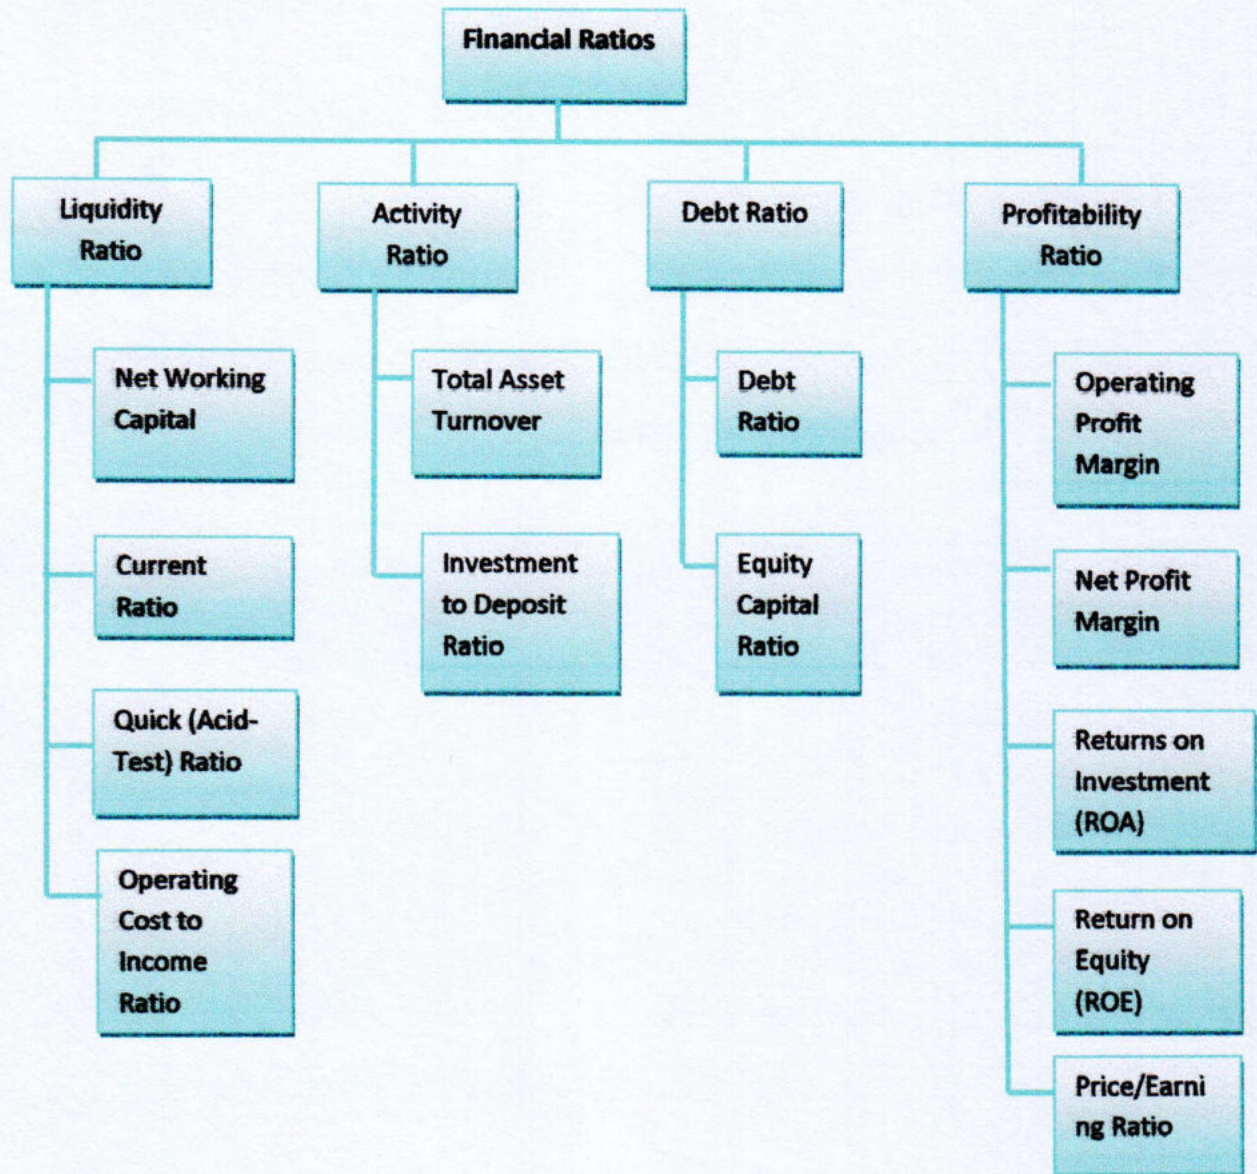 Financial Ratios
Liquidity
Ratio
Activity
Ratio
Debt Ratio
Profitability
Ratio
Net Working
Capital
Current
Ratio
Quick (Acid-
Test) Ratio
Operating
Cost to
Income
Ratio
Total Asset
Turnover
Investment
to Deposit
Ratio
Debt
Ratio
Equity
Capital
Ratio
Operating
Profit
Margin
Net Profit
Margin
Returns on
Investment
(ROA)
Return on
Equity
(ROE)
Price/Earni
ng Ratio